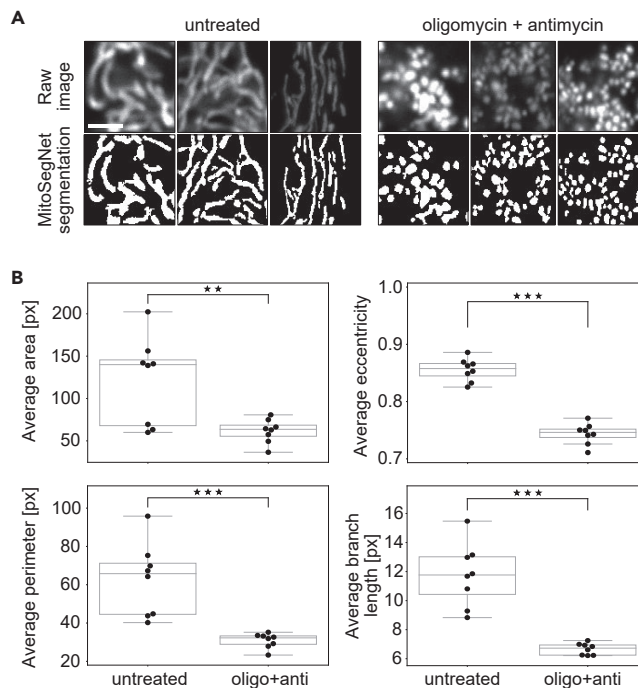 A
untreated
oligomycin + antimycin
Raw
image
MitoSegNet
segmentation
B
Average area [px]
200
150
100
50
★★
Average eccentricity
1.0
0.9
0.8
0.7
★★★
Average perimeter [px]
100
80
60
40
20
★★★
untreated
oligo+anti
Average branch
length [px]
16
14
12
10
8
6
★★★
untreated
oligo+anti